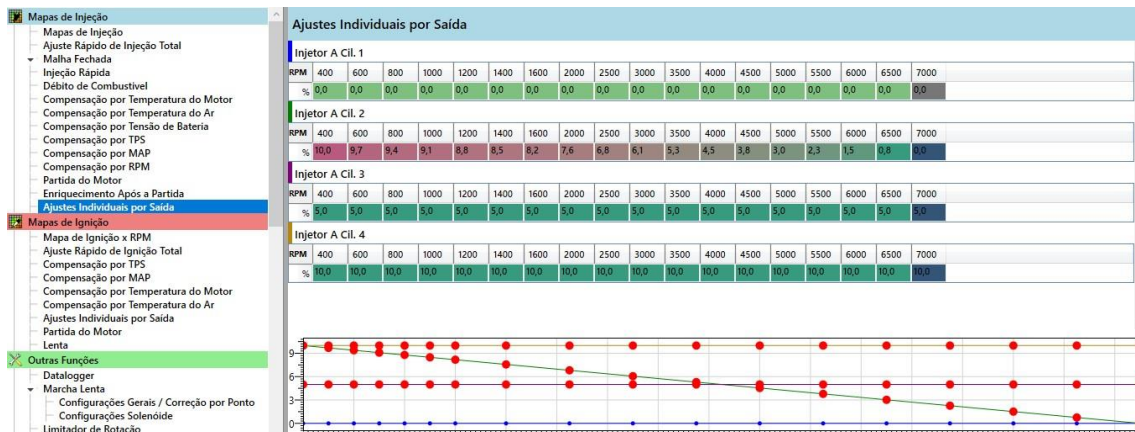 Mapas de Injeção
Mapas de Injeção
Ajuste Rápido de Injeção Total
Malha Fechada
Injeção Rápida
Débito de Combustivel
Compensação por Temperatura do Motor
Compensação por Temperatura do Ar
Compensação por Tensão de Bateria
Compensação por TPS
Compensação por MAP
Compensação por RPM
Partida do Motor
Enriquecimento Após a Partida
Ajustes Individuais por Saída
Mapas de Ignição
Mapa de Ignição x RPM
Ajuste Rápido de Ignição Total
Compensação por TPS
Compensação por MAP
Compensação por Temperatura do Motor
Compensação por Temperatura do Ar
Ajustes Individuais por Saída
Partida do Motor
Lenta
Outras Funções
Datalogger
Marcha Lenta
Configurações Gerais / Correção por Ponto
Configurações Solenóide
Limitador de Rotação
Ajustes Individuais por Saída
Injetor A Cil. 1
RPM 400 600 800 1000 1200 1400 1600 2000 2500 3000 3500 4000 4500 5000 5500 6000 6500 7000
% 0,0 0,0 0,0 0,0 0,0 0,0 0,0 0,0 0,0 0,0 0,0 0,0 0,0 0,0 0,0 0,0 0,0 0,0
Injetor A Cil. 2
RPM 400 600 800 1000 1200 1400 1600 2000 2500 3000 3500 4000 4500 5000 5500 6000 6500 7000
% 10,0 9,7 9,4 9,1 8,8 8,5 8,2 7,6 6,8 6,1 5,3 4,5 3,8 3,0 2,3 1,5 0,8 0,0
Injetor A Cil. 3
RPM 400 600 800 1000 1200 1400 1600 2000 2500 3000 3500 4000 4500 5000 5500 6000 6500 7000
% 5,0 5,0 5,0 5,0 5,0 5,0 5,0 5,0 5,0 5,0 5,0 5,0 5,0 5,0 5,0 5,0 5,0 5,0
Injetor A Cil. 4
RPM 400 600 800 1000 1200 1400 1600 2000 2500 3000 3500 4000 4500 5000 5500 6000 6500 7000
% 10,0 10,0 10,0 10,0 10,0 10,0 10,0 10,0 10,0 10,0 10,0 10,0 10,0 10,0 10,0 10,0 10,0 10,0
9
6
3
0